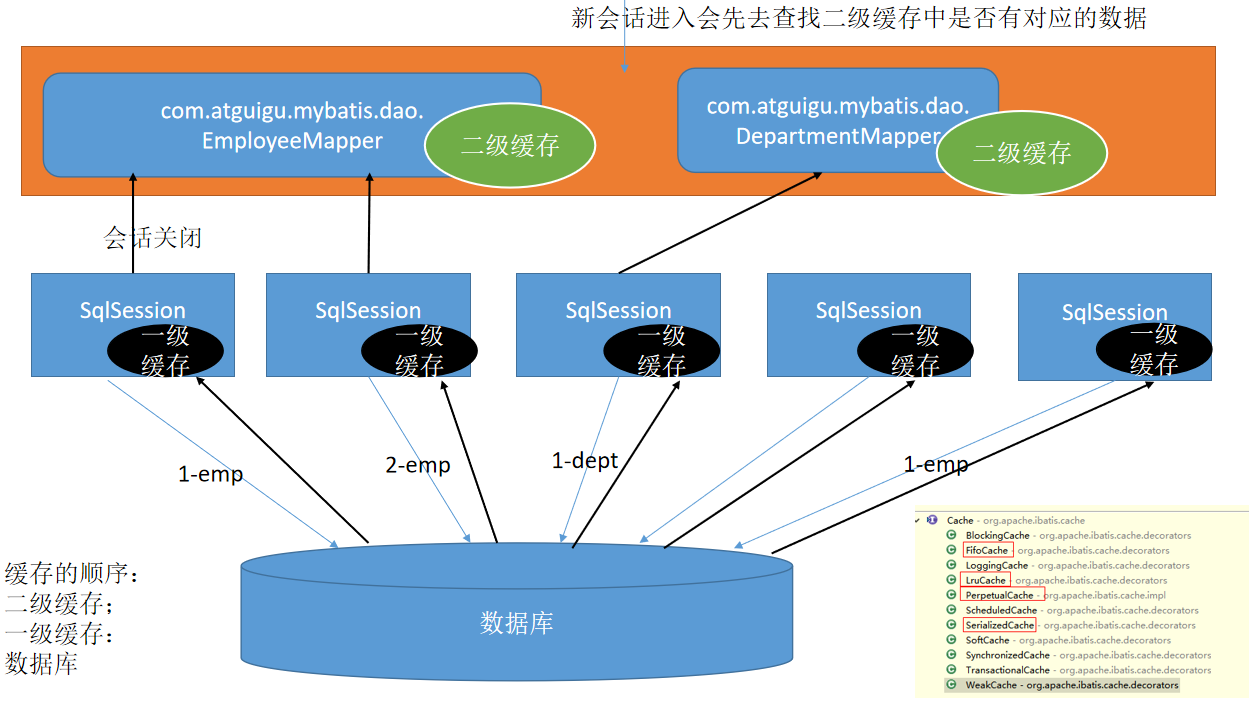 新会话进入会先去查找二级缓存中是否有对应的数据
com.atguigu.mybatis.dao.
EmployeeMapper
二级缓存
com.atguigu.mybatis.dao.
DepartmentMapper
二级缓存
会话关闭
SqlSession
一级
缓存
SqlSession
一级
缓存
SqlSession
一级
缓存
SqlSession
一级
缓存
SqlSession
一级
缓存
1-emp
2-emp
1-dept
1-emp
缓存的顺序：
二级缓存；
一级缓存：
数据库
数据库
Cache - org.apache.ibatis.cache
BlockingCache - org.apache.ibatis.cache.decorators
FifoCache - org.apache.ibatis.cache.decorators
LoggingCache - org.apache.ibatis.cache.decorators
LruCache - org.apache.ibatis.cache.decorators
PerpetualCache - org.apache.ibatis.cache.impl
ScheduledCache - org.apache.ibatis.cache.decorators
SerializedCache - org.apache.ibatis.cache.decorators
SoftCache - org.apache.ibatis.cache.decorators
SynchronizedCache - org.apache.ibatis.cache.decorators
TransactionalCache - org.apache.ibatis.cache.decorators
WeakCache - org.apache.ibatis.cache.decorators